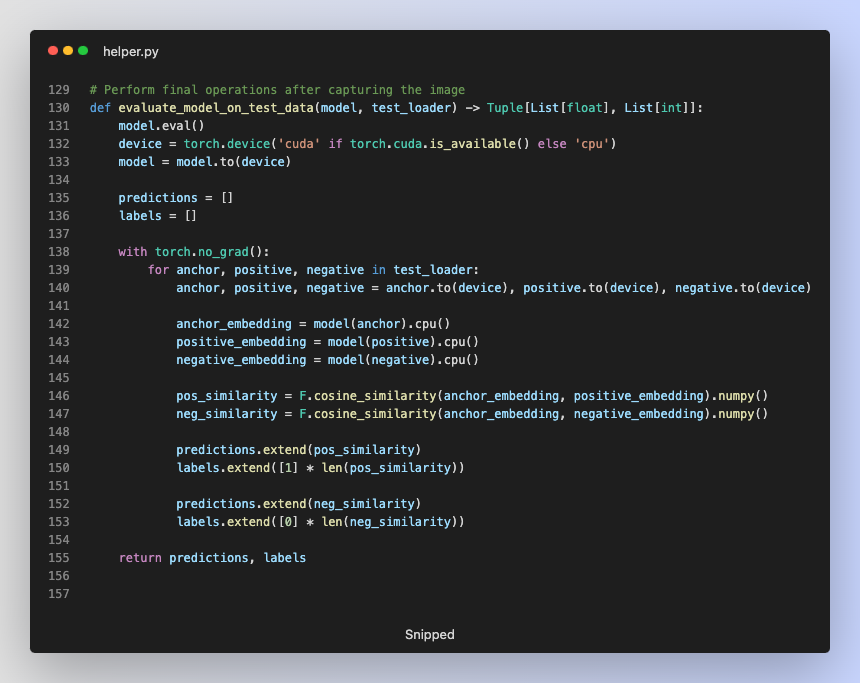 helper.py
129 # Perform final operations after capturing the image
130 def evaluate_model_on_test_data(model, test_loader) -> Tuple[List[float], List[int]]:
131     model.eval()
132     device = torch.device('cuda' if torch.cuda.is_available() else 'cpu')
133     model = model.to(device)
134
135     predictions = []
136     labels = []
137
138     with torch.no_grad():
139         for anchor, positive, negative in test_loader:
140             anchor, positive, negative = anchor.to(device), positive.to(device), negative.to(device)
141
142             anchor_embedding = model(anchor).cpu()
143             positive_embedding = model(positive).cpu()
144             negative_embedding = model(negative).cpu()
145
146             pos_similarity = F.cosine_similarity(anchor_embedding, positive_embedding).numpy()
147             neg_similarity = F.cosine_similarity(anchor_embedding, negative_embedding).numpy()
148
149             predictions.extend(pos_similarity)
150             labels.extend([1] * len(pos_similarity))
151
152             predictions.extend(neg_similarity)
153             labels.extend([0] * len(neg_similarity))
154
155     return predictions, labels
156
157
Snipped